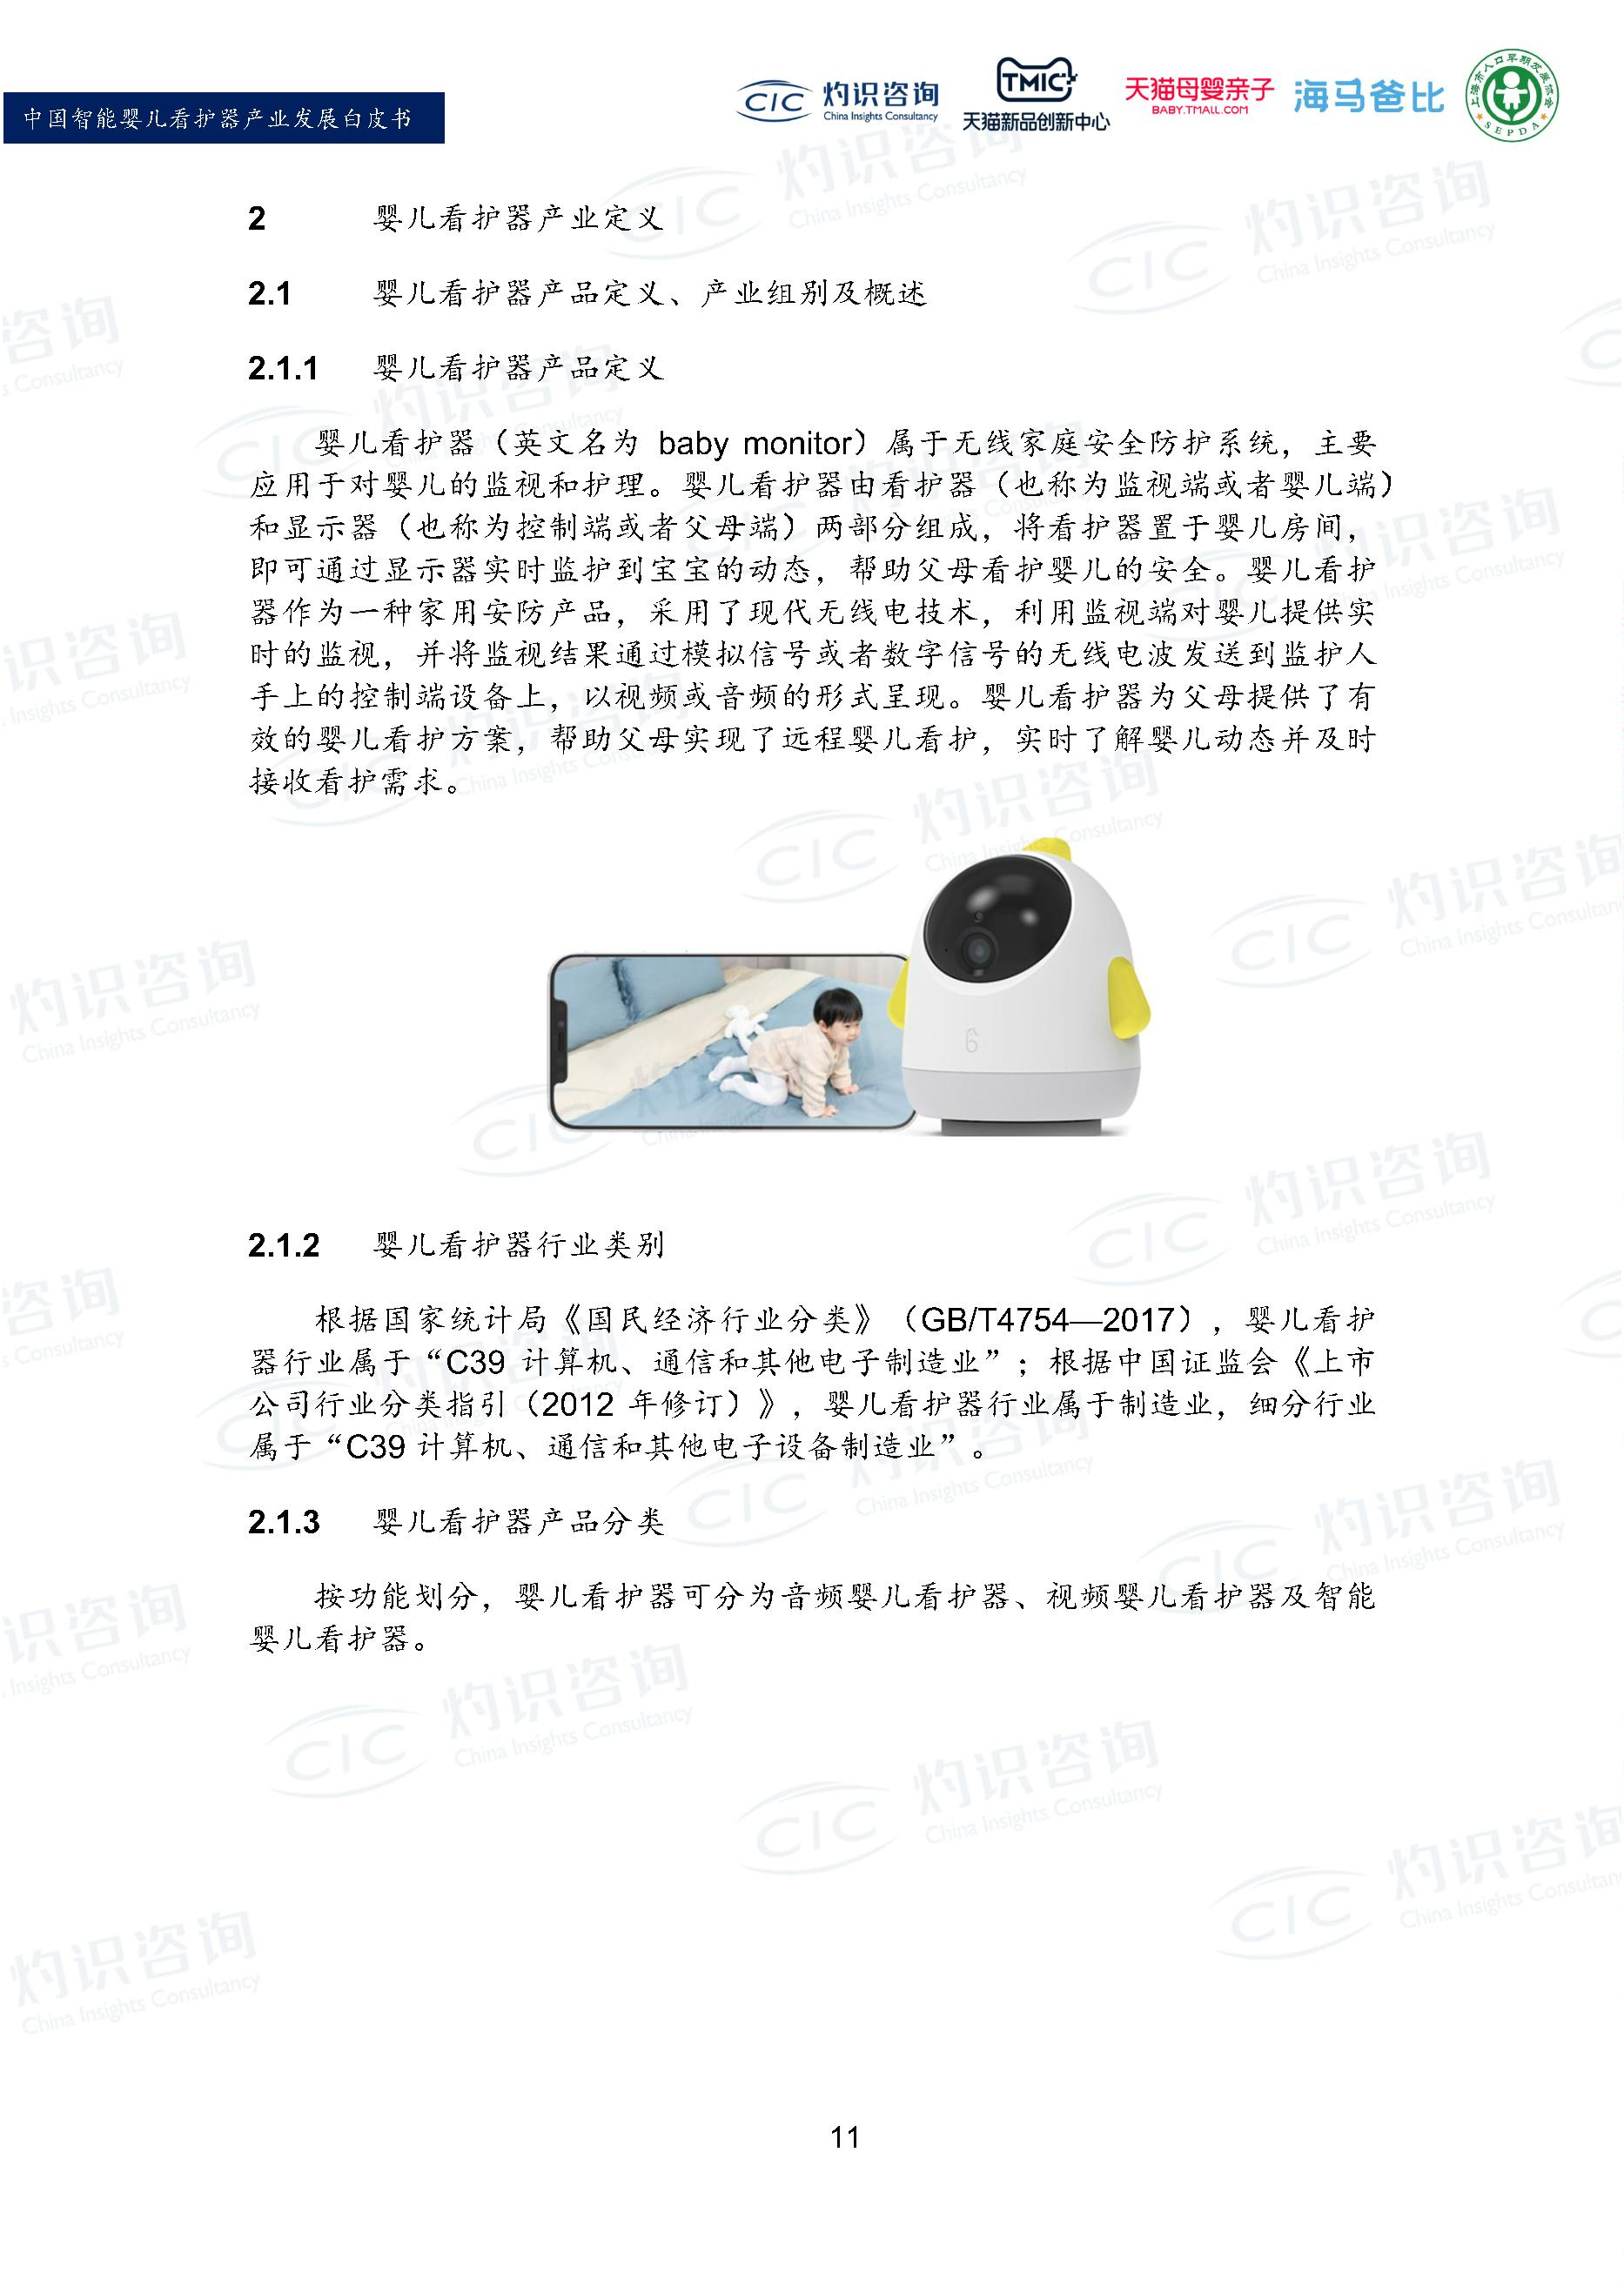 中国智能婴儿看护器产业发展白皮书
CIC 灼识咨询
China Insights Consultancy
TMIC
天猫新品创新中心
天猫母婴亲子
BABY.TMALL.COM
海马爸比
上海市人口早期发展协会
SEPDA
2 婴儿看护器产业定义
2.1 婴儿看护器产品定义、产业组别及概述
2.1.1 婴儿看护器产品定义
婴儿看护器（英文名为 baby monitor）属于无线家庭安全防护系统，主要
应用于对婴儿的监视和护理。婴儿看护器由看护器（也称为监视端或者婴儿端）
和显示器（也称为控制端或者父母端）两部分组成，将看护器置于婴儿房间，
即可通过显示器实时监护到宝宝的动态，帮助父母看护婴儿的安全。婴儿看护
器作为一种家用安防产品，采用了现代无线电技术，利用监视端对婴儿提供实
时的监视，并将监视结果通过模拟信号或者数字信号的无线电波发送到监护人
手上的控制端设备上，以视频或音频的形式呈现。婴儿看护器为父母提供了有
效的婴儿看护方案，帮助父母实现了远程婴儿看护，实时了解婴儿动态并及时
接收看护需求。
2.1.2 婴儿看护器行业类别
根据国家统计局《国民经济行业分类》（GB/T4754—2017），婴儿看护
器行业属于“C39 计算机、通信和其他电子制造业”；根据中国证监会《上市
公司行业分类指引（2012 年修订）》，婴儿看护器行业属于制造业，细分行业
属于“C39 计算机、通信和其他电子设备制造业”。
2.1.3 婴儿看护器产品分类
按功能划分，婴儿看护器可分为音频婴儿看护器、视频婴儿看护器及智能
婴儿看护器。
11